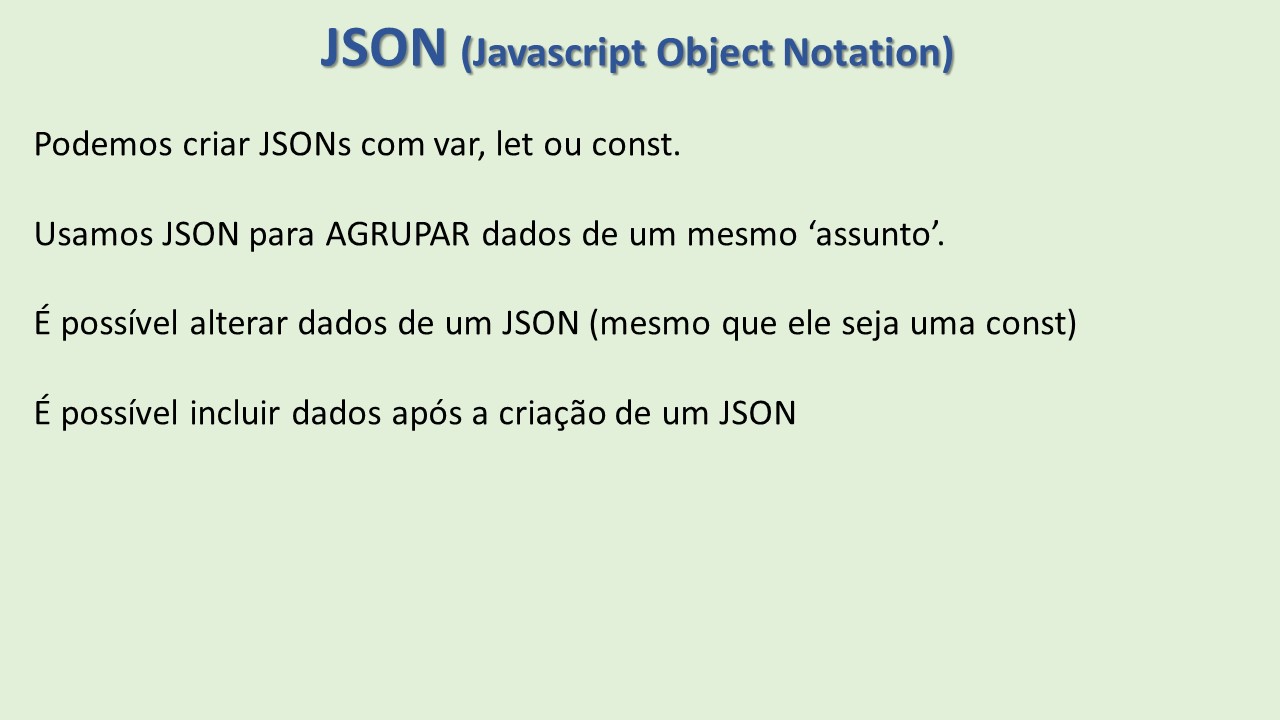 JSON (Javascript Object Notation)
Podemos criar JSONs com var, let ou const.
Usamos JSON para AGRUPAR dados de um mesmo ‘assunto’.
É possível alterar dados de um JSON (mesmo que ele seja uma const)
É possível incluir dados após a criação de um JSON